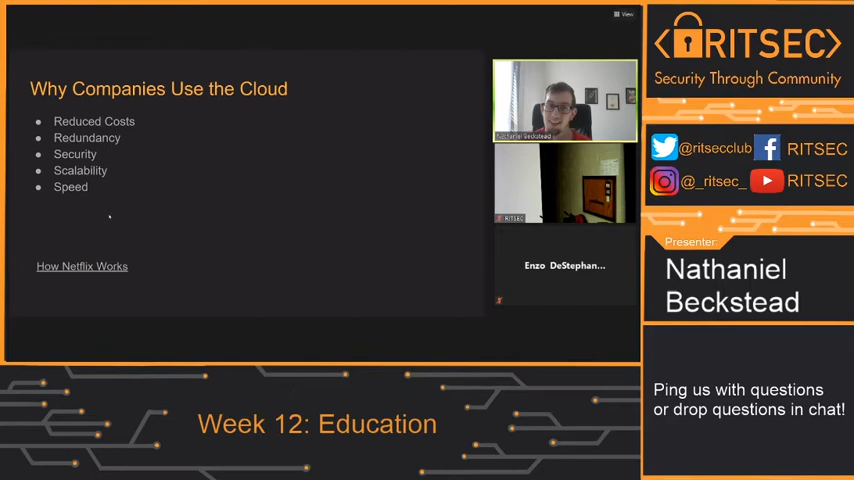 View
Why Companies Use the Cloud
● Reduced Costs
● Redundancy
● Security
● Scalability
● Speed
How Netflix Works
Nathaniel Beckstead
RITSEC
Enzo DeStephan...
<RITSEC>
Security Through Community
@ritsecclub
RITSEC
@_ritsec_
RITSEC
Presenter:
Nathaniel
Beckstead
Ping us with questions
or drop questions in chat!
Week 12: Education